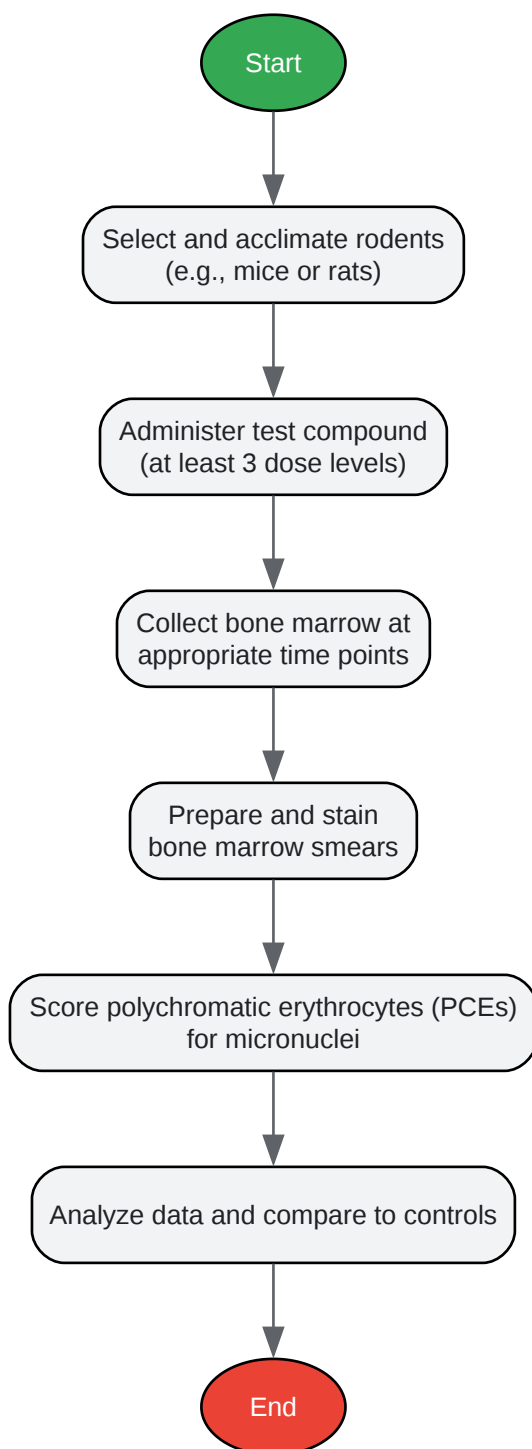 Start
Select and acclimate rodents
(e.g., mice or rats)
Administer test compound
(at least 3 dose levels)
Collect bone marrow at
appropriate time points
Prepare and stain
bone marrow smears
Score polychromatic erythrocytes (PCEs)
for micronuclei
Analyze data and compare to controls
End